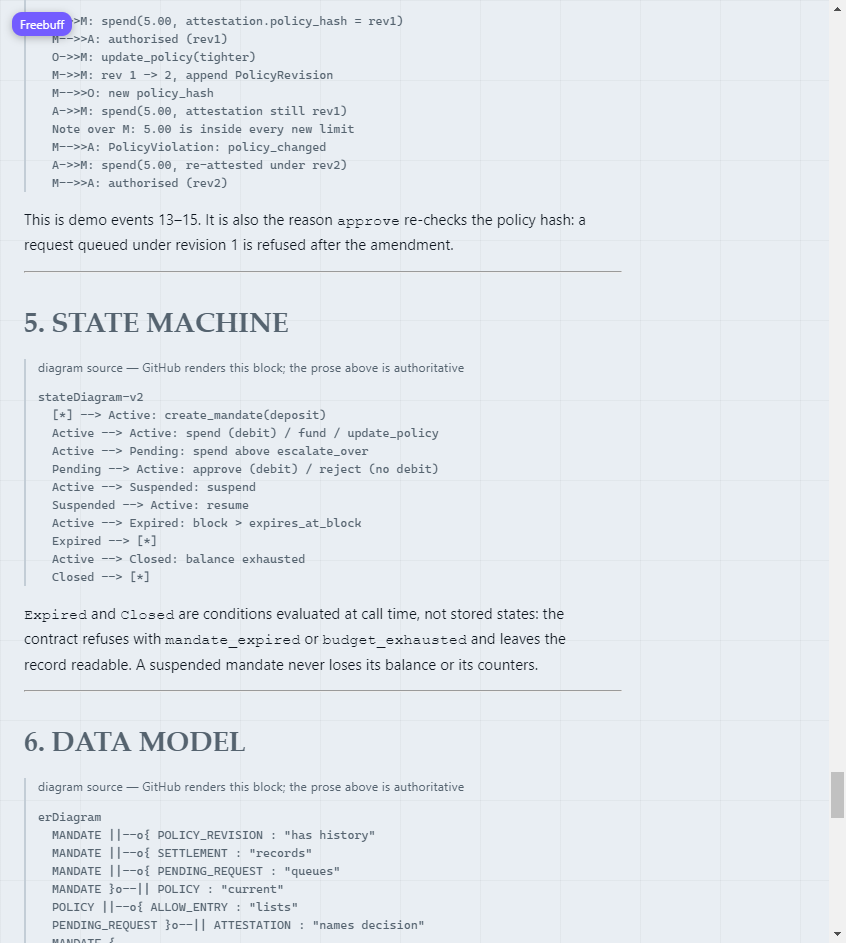 Freebuff
>>M: spend(5.00, attestation.policy_hash = rev1)
M-->>A: authorised (rev1)
O->>M: update_policy(tighter)
M->>M: rev 1 -> 2, append PolicyRevision
M-->>O: new policy_hash
A->>M: spend(5.00, attestation still rev1)
Note over M: 5.00 is inside every new limit
M-->>A: PolicyViolation: policy_changed
A->>M: spend(5.00, re-attested under rev2)
M-->>A: authorised (rev2)
This is demo events 13–15. It is also the reason approve re-checks the policy hash: a
request queued under revision 1 is refused after the amendment.
5. STATE MACHINE
diagram source — GitHub renders this block; the prose above is authoritative
stateDiagram-v2
[*] --> Active: create_mandate(deposit)
Active --> Active: spend (debit) / fund / update_policy
Active --> Pending: spend above escalate_over
Pending --> Active: approve (debit) / reject (no debit)
Active --> Suspended: suspend
Suspended --> Active: resume
Active --> Expired: block > expires_at_block
Expired --> [*]
Active --> Closed: balance exhausted
Closed --> [*]
Expired and Closed are conditions evaluated at call time, not stored states: the
contract refuses with mandate_expired or budget_exhausted and leaves the
record readable. A suspended mandate never loses its balance or its counters.
6. DATA MODEL
diagram source — GitHub renders this block; the prose above is authoritative
erDiagram
MANDATE ||--o{ POLICY_REVISION : "has history"
MANDATE ||--o{ SETTLEMENT : "records"
MANDATE ||--o{ PENDING_REQUEST : "queues"
MANDATE }o--|| POLICY : "current"
POLICY ||--o{ ALLOW_ENTRY : "lists"
PENDING_REQUEST }o--|| ATTESTATION : "names decision"
MANDATE {